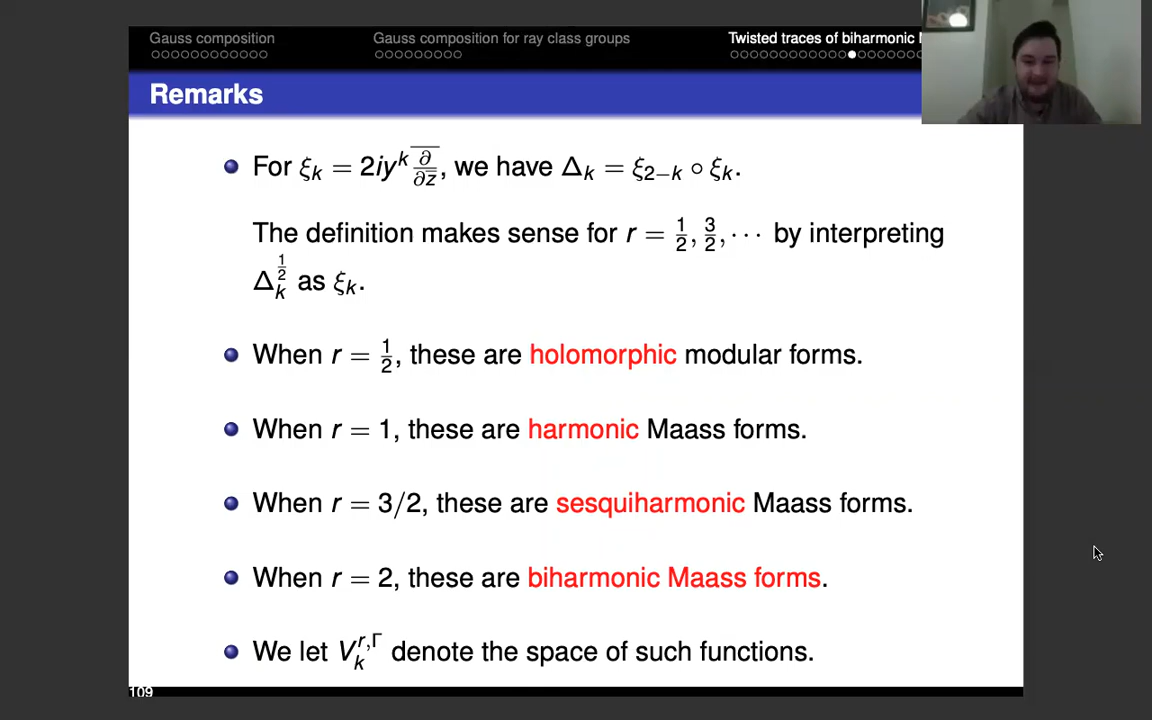 Gauss composition Gauss composition for ray class groups Twisted traces of biharmonic
Remarks
For ξ_k = 2iy^k \overline{\frac{∂}{∂\bar{z}}}, we have Δ_k = ξ_{2−k} ∘ ξ_k.
The definition makes sense for r = 1/2, 3/2, ⋯ by interpreting
Δ_k^{1/2} as ξ_k.
When r = 1/2, these are holomorphic modular forms.
When r = 1, these are harmonic Maass forms.
When r = 3/2, these are sesquiharmonic Maass forms.
When r = 2, these are biharmonic Maass forms.
We let V_k^{r,Γ} denote the space of such functions.
109